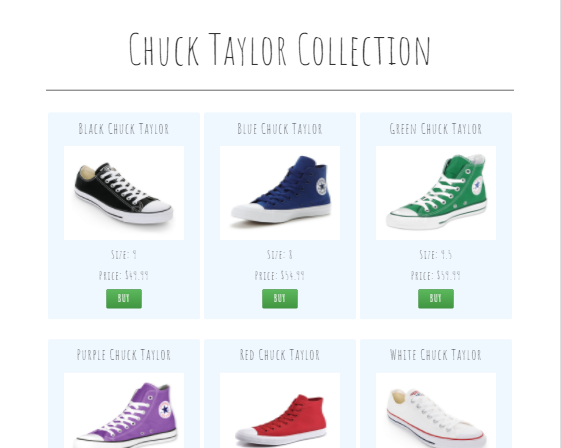 Chuck Taylor Collection
Black Chuck Taylor
Blue Chuck Taylor
Green Chuck Taylor
Size: 9
Size: 8
Size: 9.5
Price: $49.99
Price: $54.99
Price: $59.99
BUY
BUY
BUY
Purple Chuck Taylor
Red Chuck Taylor
White Chuck Taylor